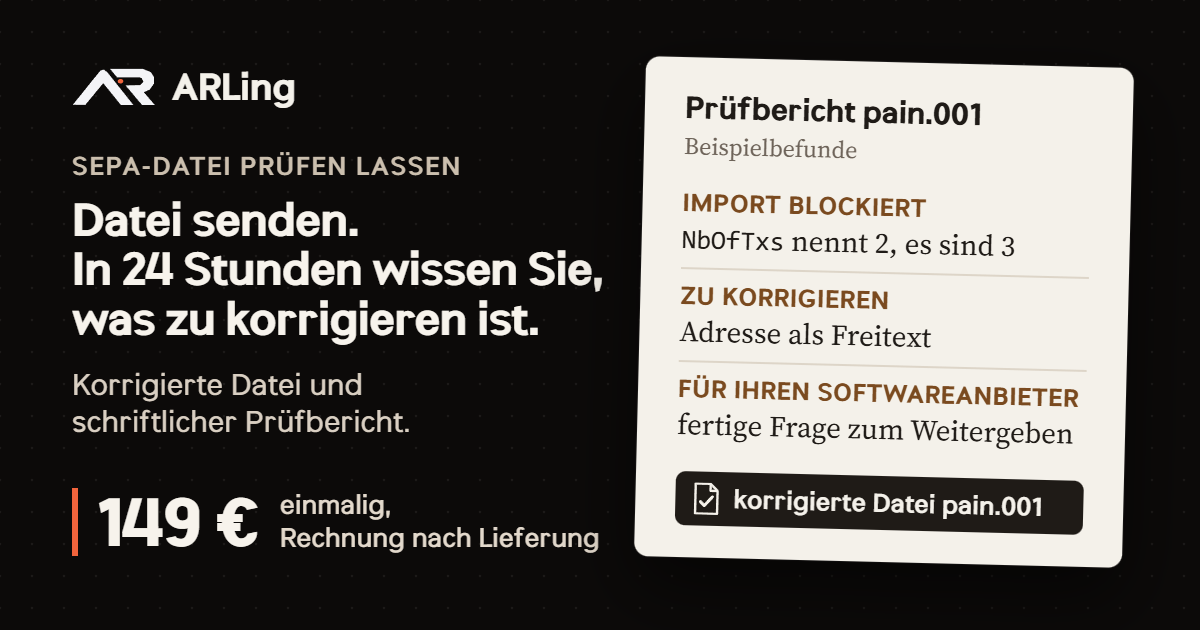 ARLing
SEPA-DATEI PRÜFEN LASSEN
Datei senden.
In 24 Stunden wissen Sie,
was zu korrigieren ist.
Korrigierte Datei und
schriftlicher Prüfbericht.
149 €
einmalig,
Rechnung nach Lieferung
Prüfbericht pain.001
Beispielbefunde
IMPORT BLOCKIERT
NbOfTxs nennt 2, es sind 3
ZU KORRIGIEREN
Adresse als Freitext
FÜR IHREN SOFTWAREANBIETER
fertige Frage zum Weitergeben
korrigierte Datei pain.001